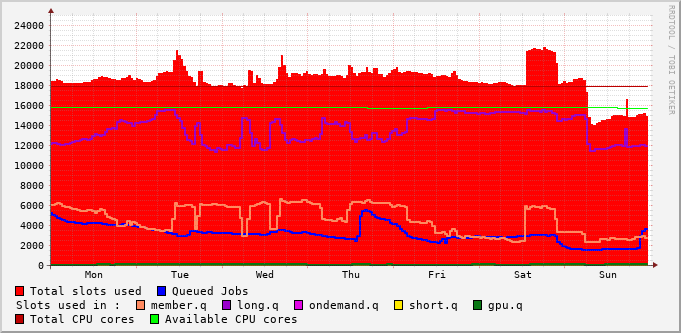 24000
22000
20000
18000
16000
14000
12000
10000
8000
6000
4000
2000
0
Mon Tue Wed Thu Fri Sat Sun
Total slots used Queued Jobs
Slots used in : member.q long.q ondemand.q short.q gpu.q
Total CPU cores Available CPU cores
RRDTOOL / TOBI OETIKER